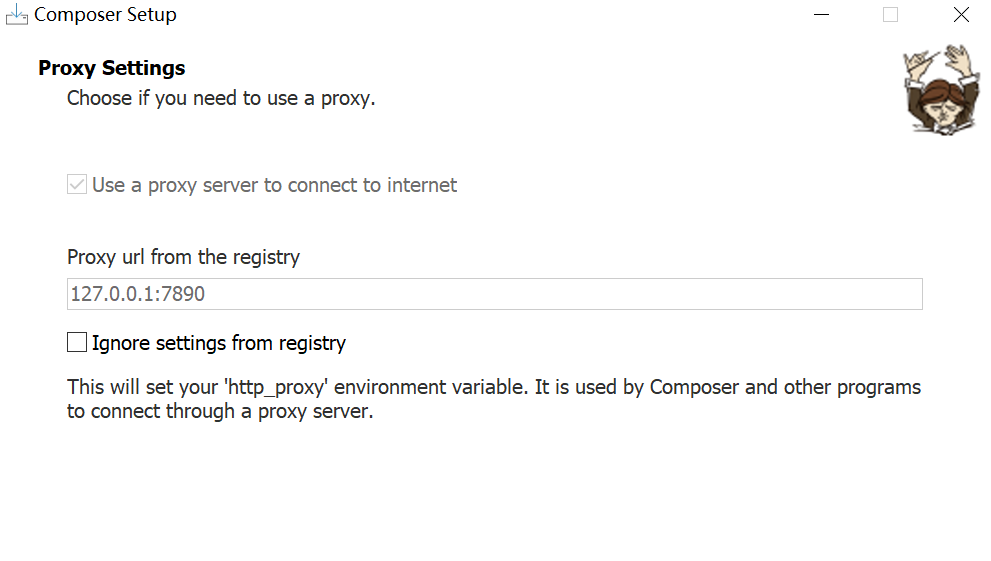 Composer Setup
Proxy Settings
Choose if you need to use a proxy.
Use a proxy server to connect to internet
Proxy url from the registry
127.0.0.1:7890
Ignore settings from registry
This will set your 'http_proxy' environment variable. It is used by Composer and other programs
to connect through a proxy server.